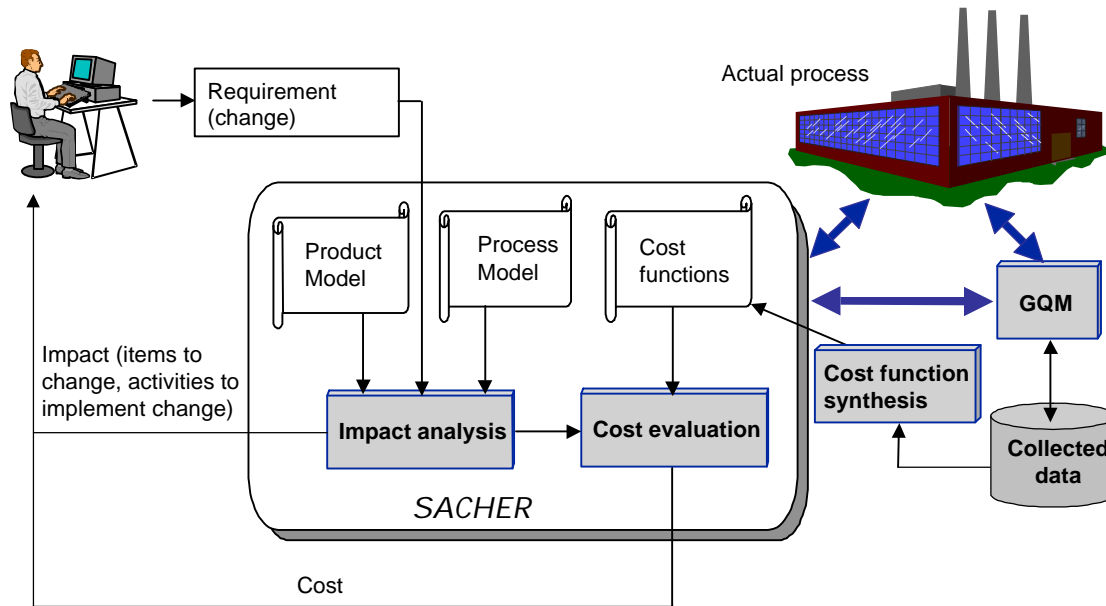 Requirement
(change)
Actual process
Product
Model
Process
Model
Cost
functions
GQM
Impact (items to
change, activities to
implement change)
Cost function
synthesis
Impact analysis
Cost evaluation
Collected
data
SACHER
Cost